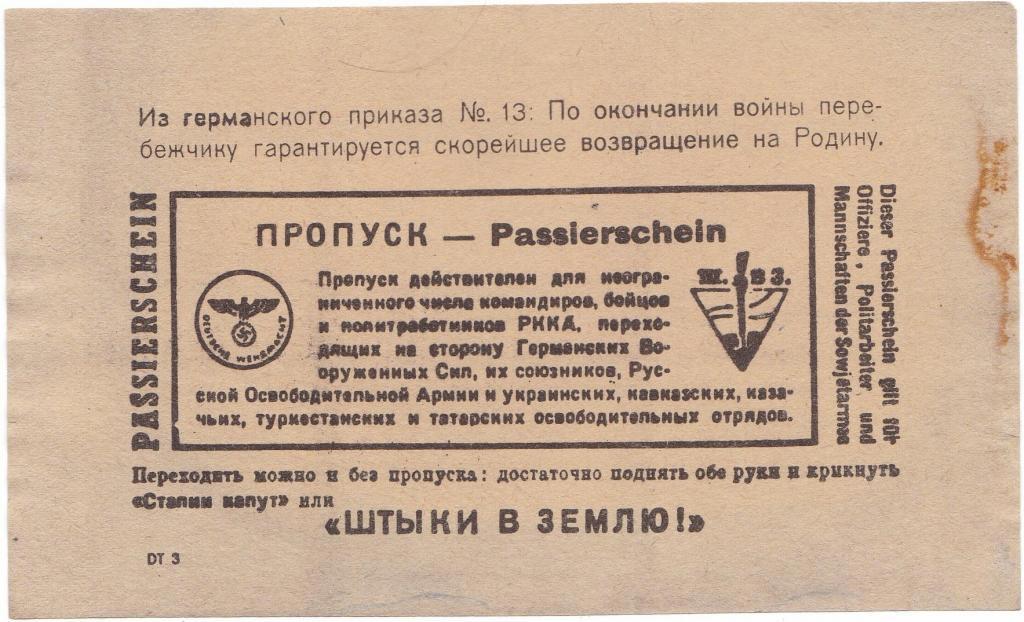 Из германского приказа №. 13: По окончании войны пере-
бежчику гарантируется скорейшее возвращение на Родину.
PASSIERSCHEIN
ПРОПУСК — Passierschein
DEUTSCHE WEHRMACHT
Ш. В З.
Пропуск действителен для неогра-
ниченного числа командиров, бойцов
и политработников РККА, перехо-
дящих на сторону Германских Во-
оруженных Сил, их союзников, Рус-
ской Освободительной Армии и украинских, кавказских, каза-
чьих, туркестанских и татарских освободительных отрядов.
Dieser Passierschein gilt für
Offiziere, Politarbeiter und
Mannschaften der Sowjetarmee
Переходить можно и без пропуска: достаточно поднять обе руки и крикнуть
«Сталин капут» или
«ШТЫКИ В ЗЕМЛЮ!»
DT 3